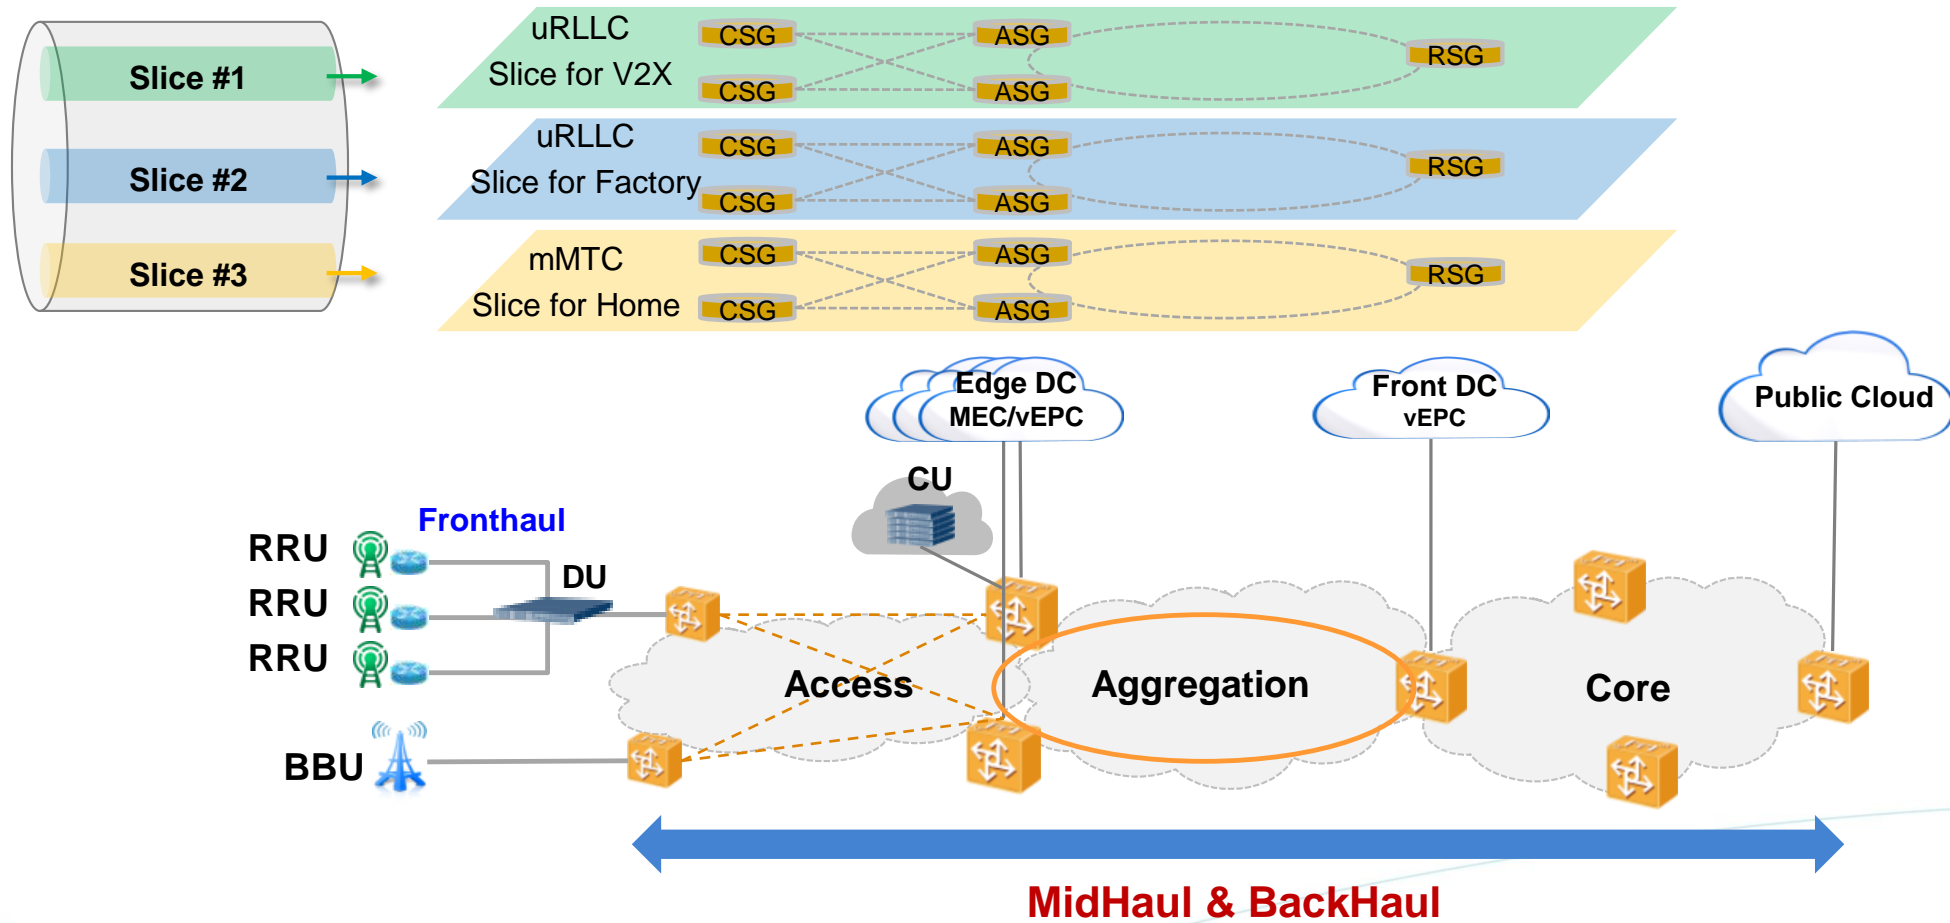 Slice #1
Slice #2
Slice #3
uRLLC
Slice for V2X
CSG
ASG
RSG
CSG
ASG
uRLLC
Slice for Factory
CSG
ASG
RSG
CSG
ASG
mMTC
Slice for Home
CSG
ASG
RSG
CSG
ASG
Edge DC
MEC/vEPC
Front DC
vEPC
Public Cloud
CU
Fronthaul
RRU
DU
RRU
RRU
BBU
Access
Aggregation
Core
MidHaul & BackHaul